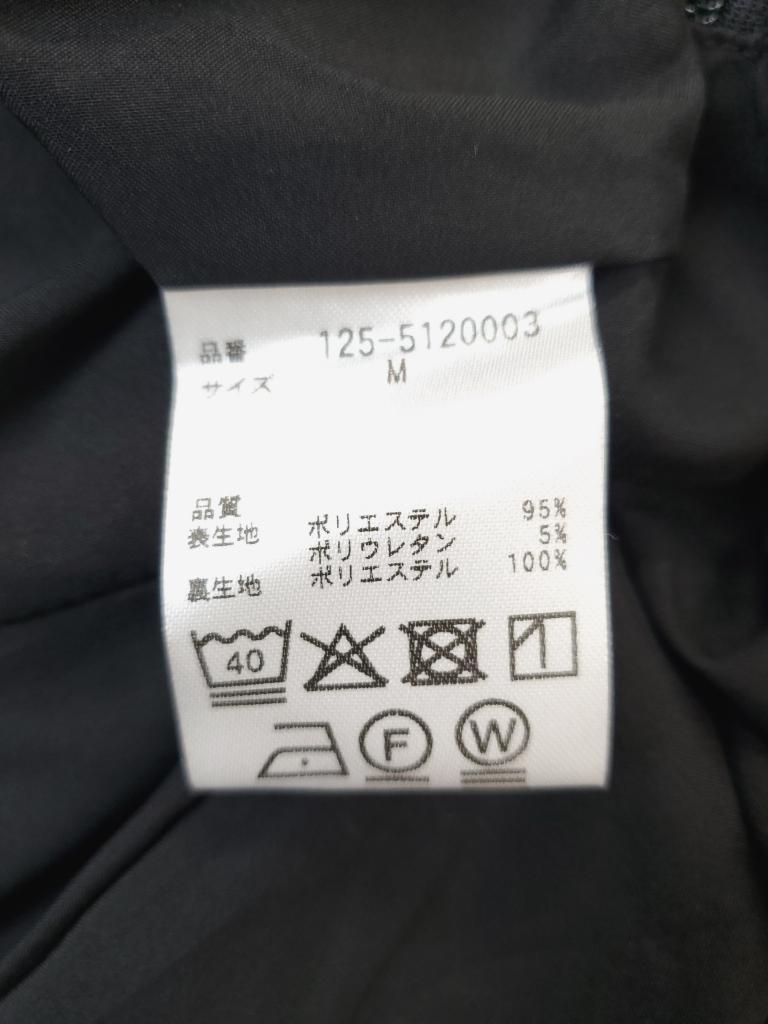 品番 125-5120003
サイズ M
品質
表生地 ポリエステル 95%
ポリウレタン 5%
裏生地 ポリエステル 100%
40
F W